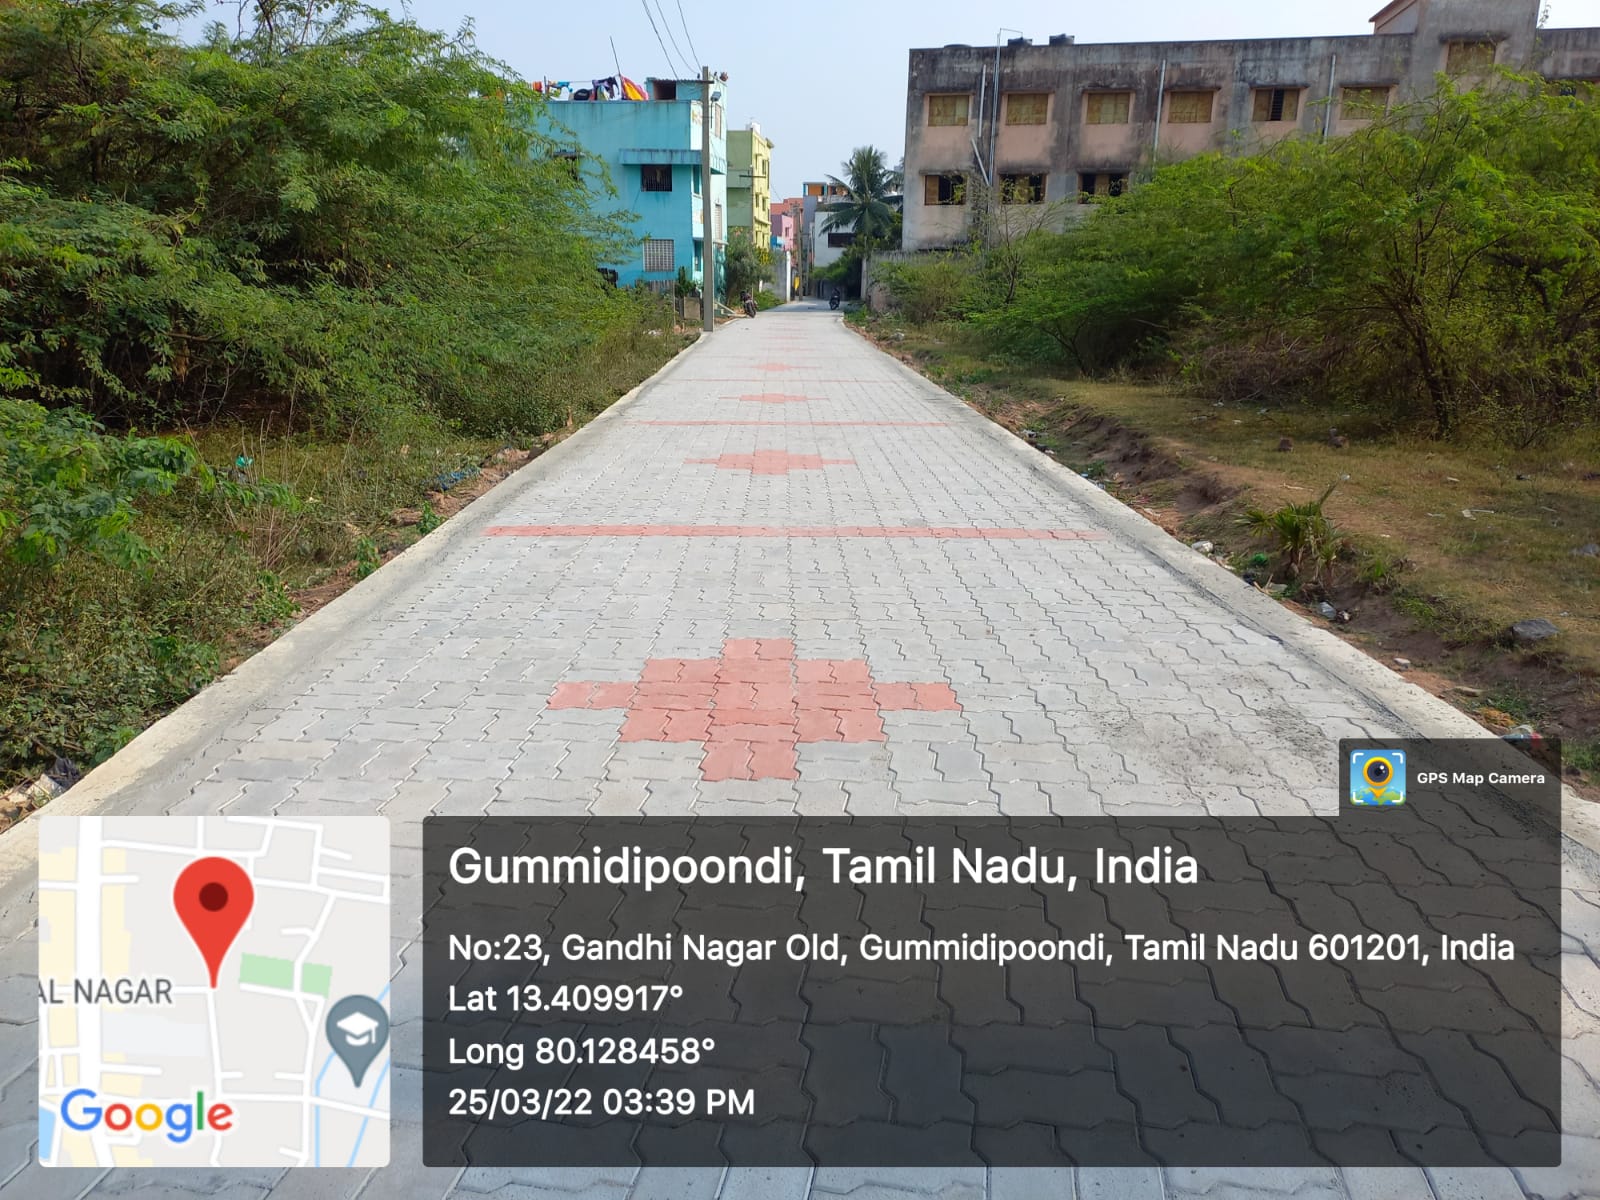 GPS Map Camera
Gummidipoondi, Tamil Nadu, India
No:23, Gandhi Nagar Old, Gummidipoondi, Tamil Nadu 601201, India
Lat 13.409917°
Long 80.128458°
25/03/22 03:39 PM
AL NAGAR
Google